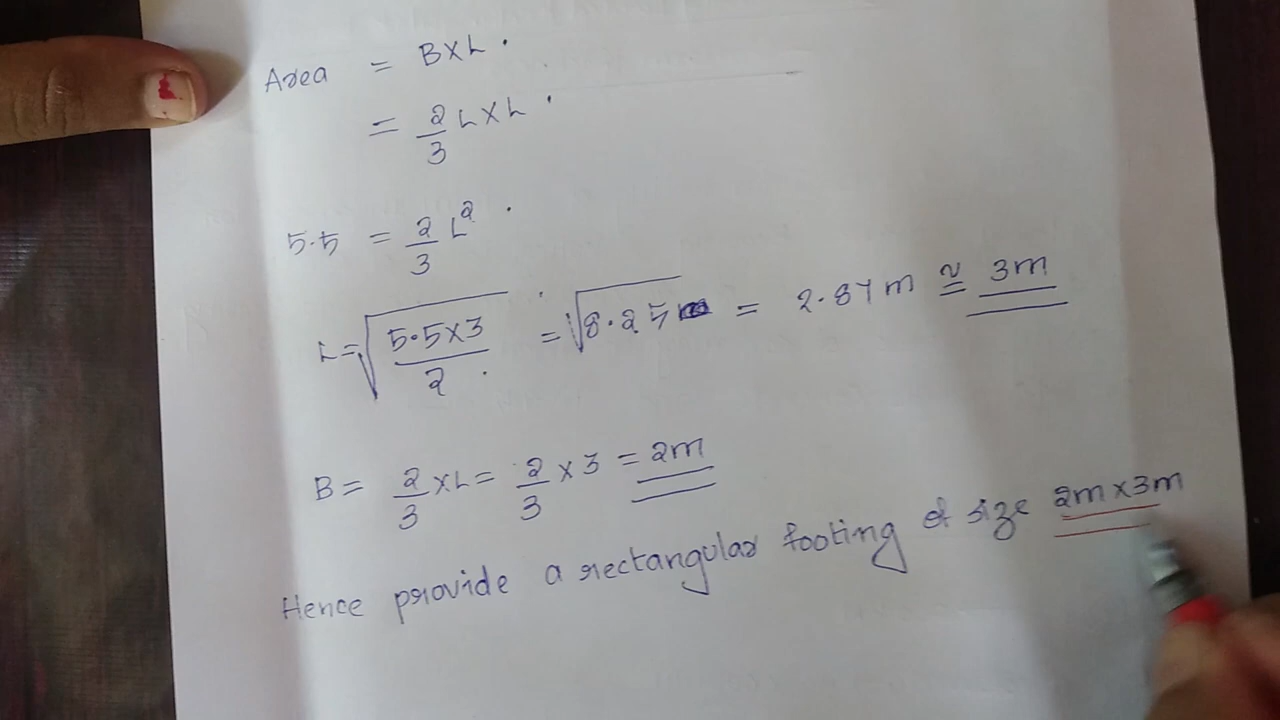 Area = B×L.
= 2/3 L×L.
5.5 = 2/3 L².
L = √(5.5×3/2) = √8.25 = 2.87m ≅ 3m
B = 2/3 ×L = 2/3 ×3 = 2m
Hence provide a rectangular footing of size 2m×3m